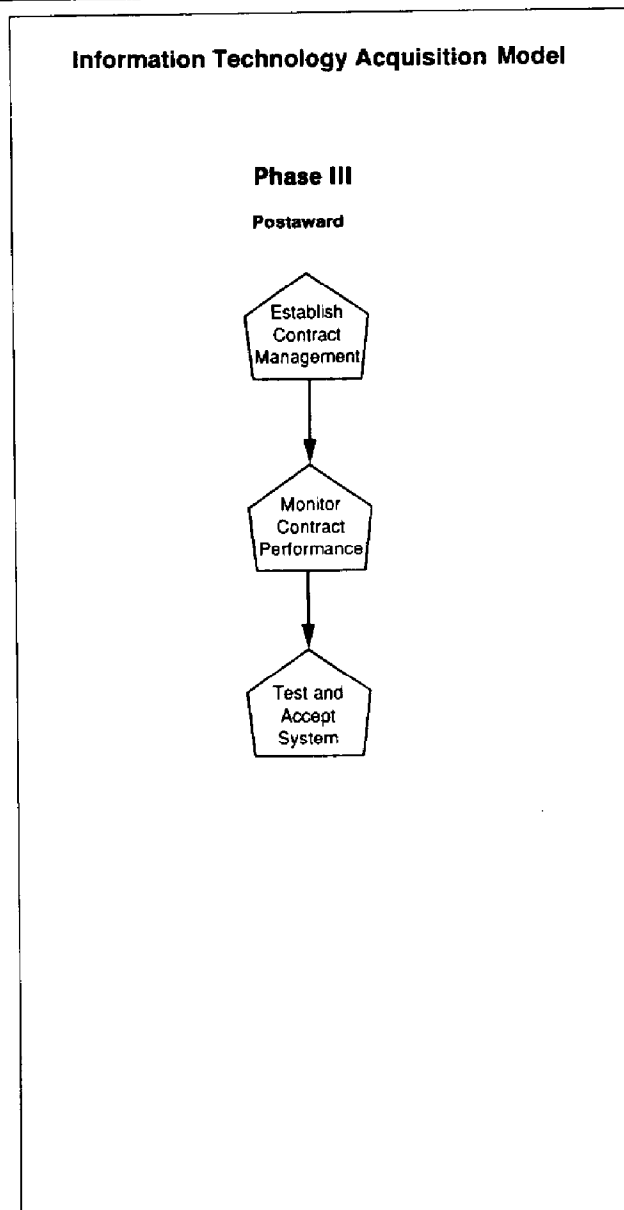 Information Technology Acquisition Model
Phase III
Postaward
Establish
Contract
Management
Monitor
Contract
Performance
Test and
Accept
System